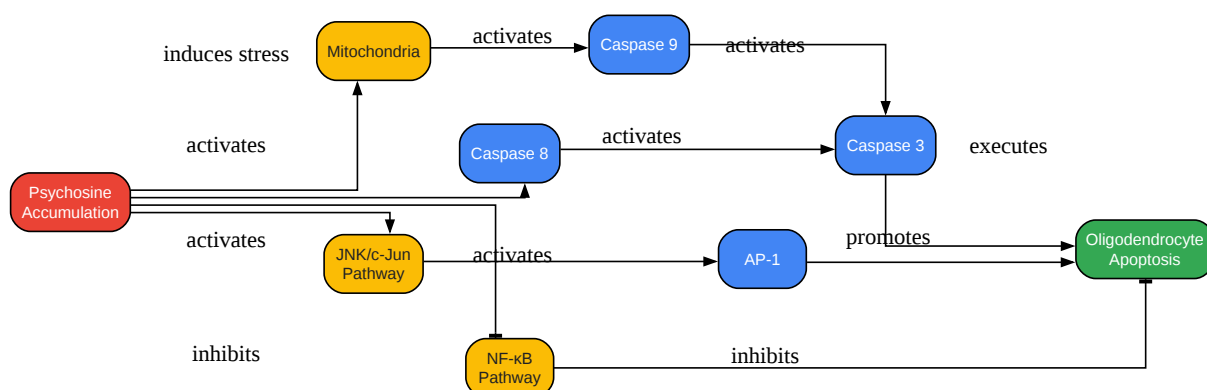 induces stress
Mitochondria
activates
Caspase 9
activates
activates
Caspase 8
activates
Caspase 3
executes
Psychosine
Accumulation
activates
JNK/c-Jun
Pathway
activates
AP-1
promotes
Oligodendrocyte
Apoptosis
inhibits
NF-κB
Pathway
inhibits